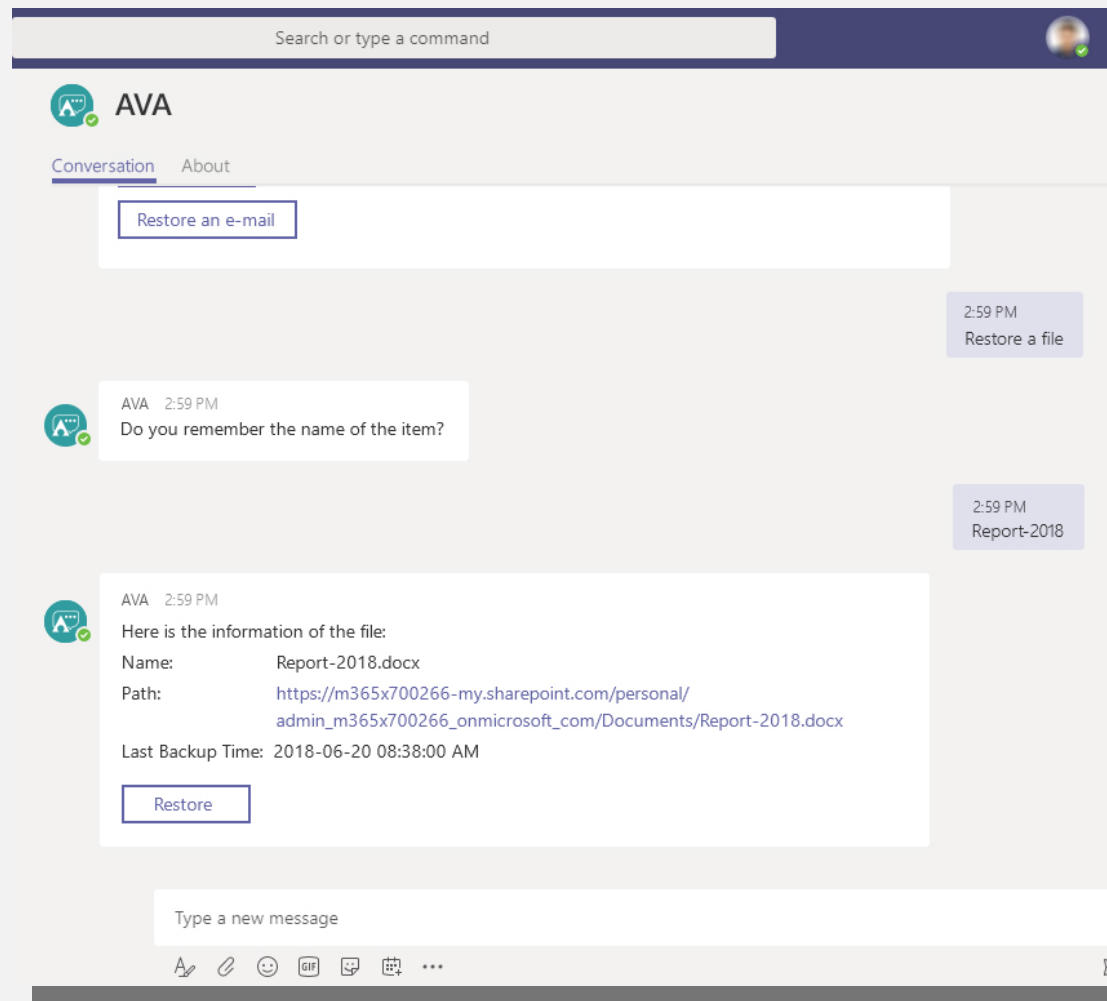 Search or type a command
AVA
Conversation About
Restore an e-mail
2:59 PM
Restore a file
AVA 2:59 PM
Do you remember the name of the item?
2:59 PM
Report-2018
AVA 2:59 PM
Here is the information of the file:
Name: Report-2018.docx
Path: https://m365x700266-my.sharepoint.com/personal/
admin_m365x700266_onmicrosoft_com/Documents/Report-2018.docx
Last Backup Time: 2018-06-20 08:38:00 AM
Restore
Type a new message
GIF